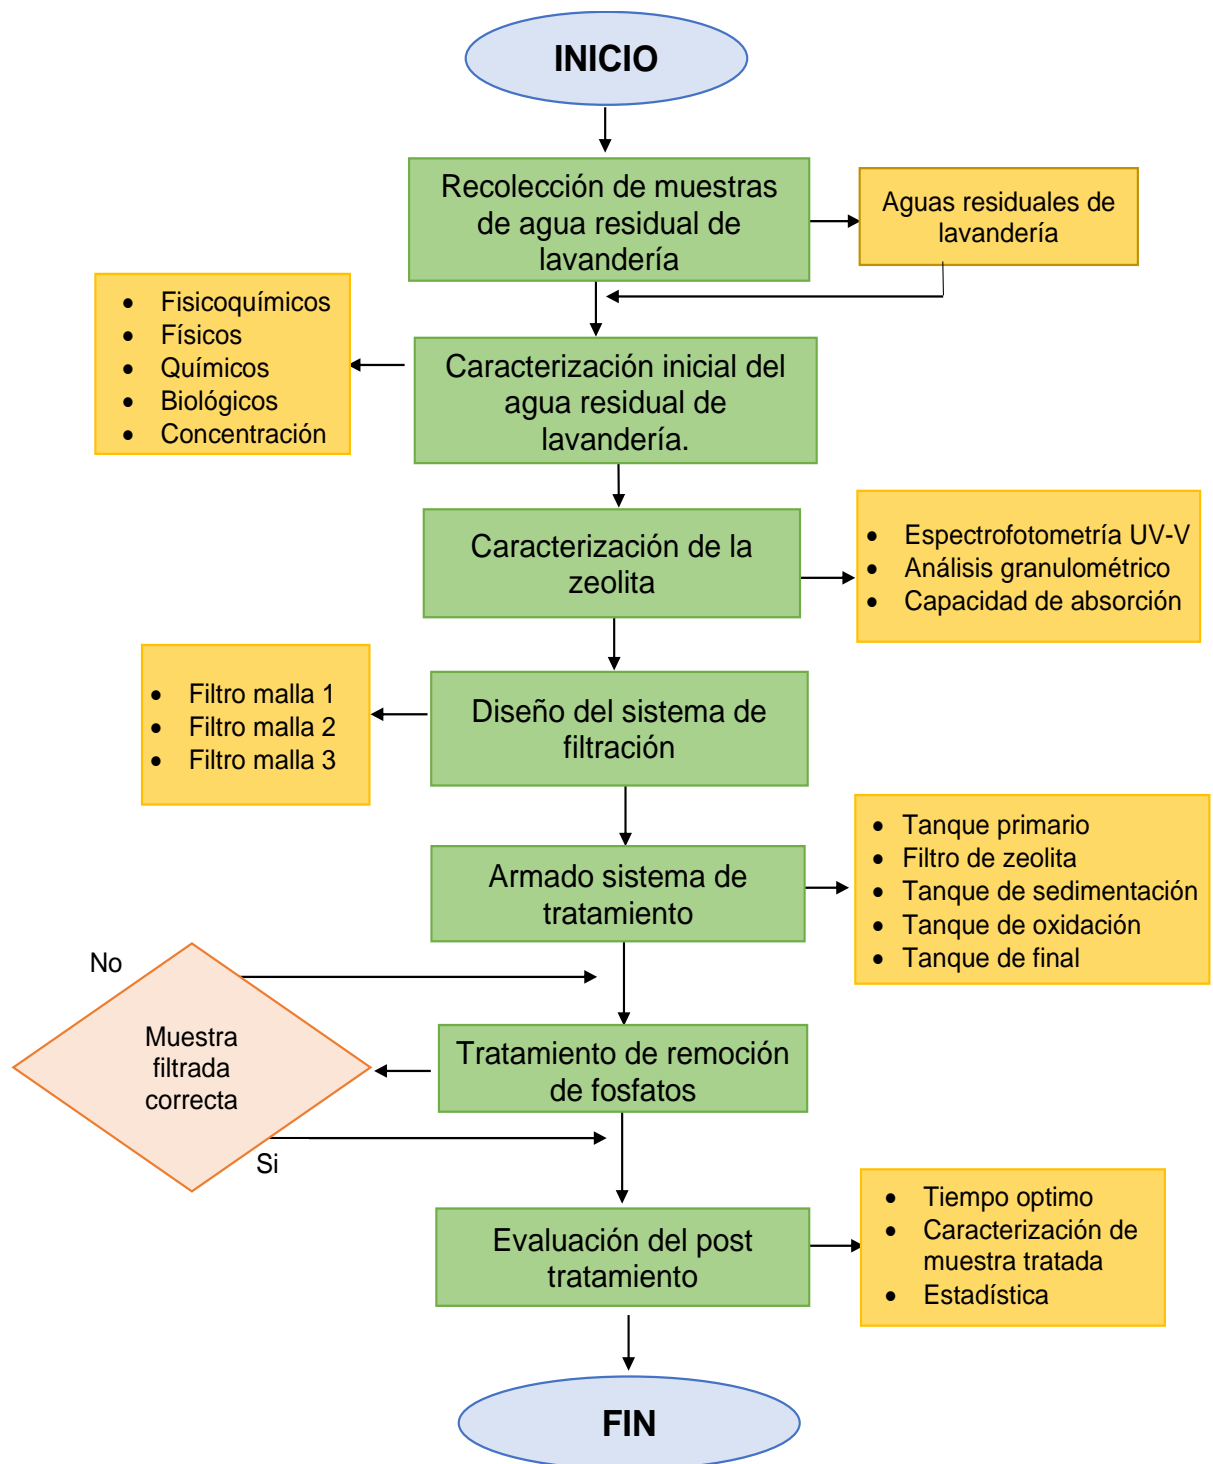 INICIO
Recolección de muestras
de agua residual de
lavandería
Aguas residuales de
lavandería
• Fisicoquímicos
• Físicos
• Químicos
• Biológicos
• Concentración
Caracterización inicial del
agua residual de
lavandería.
Caracterización de la
zeolita
• Espectrofotometría UV-V
• Análisis granulométrico
• Capacidad de absorción
• Filtro malla 1
• Filtro malla 2
• Filtro malla 3
Diseño del sistema de
filtración
Armado sistema de
tratamiento
• Tanque primario
• Filtro de zeolita
• Tanque de sedimentación
• Tanque de oxidación
• Tanque de final
No
Muestra
filtrada
correcta
Si
Tratamiento de remoción
de fosfatos
Evaluación del post
tratamiento
• Tiempo optimo
• Caracterización de
muestra tratada
• Estadística
FIN